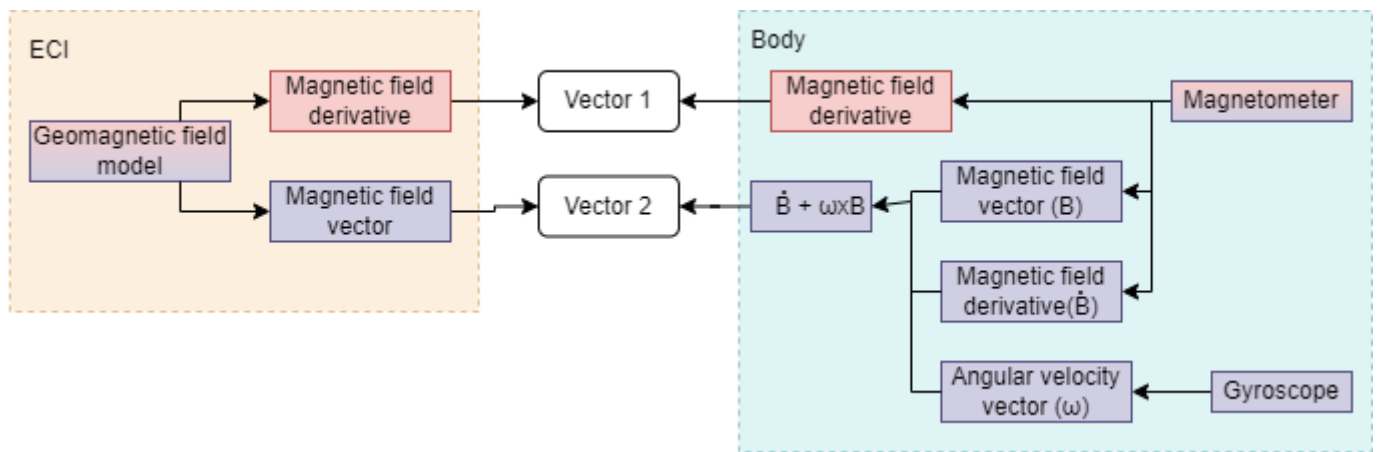 ECI
Geomagnetic field
model
Magnetic field
derivative
Magnetic field
vector
Vector 1
Vector 2
Body
Magnetic field
derivative
Magnetometer
Ḃ + ωxB
Magnetic field
vector (B)
Magnetic field
derivative(Ḃ)
Angular velocity
vector (ω)
Gyroscope